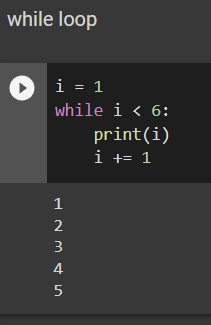 while loop
i = 1
while i < 6:
    print(i)
    i += 1
1
2
3
4
5